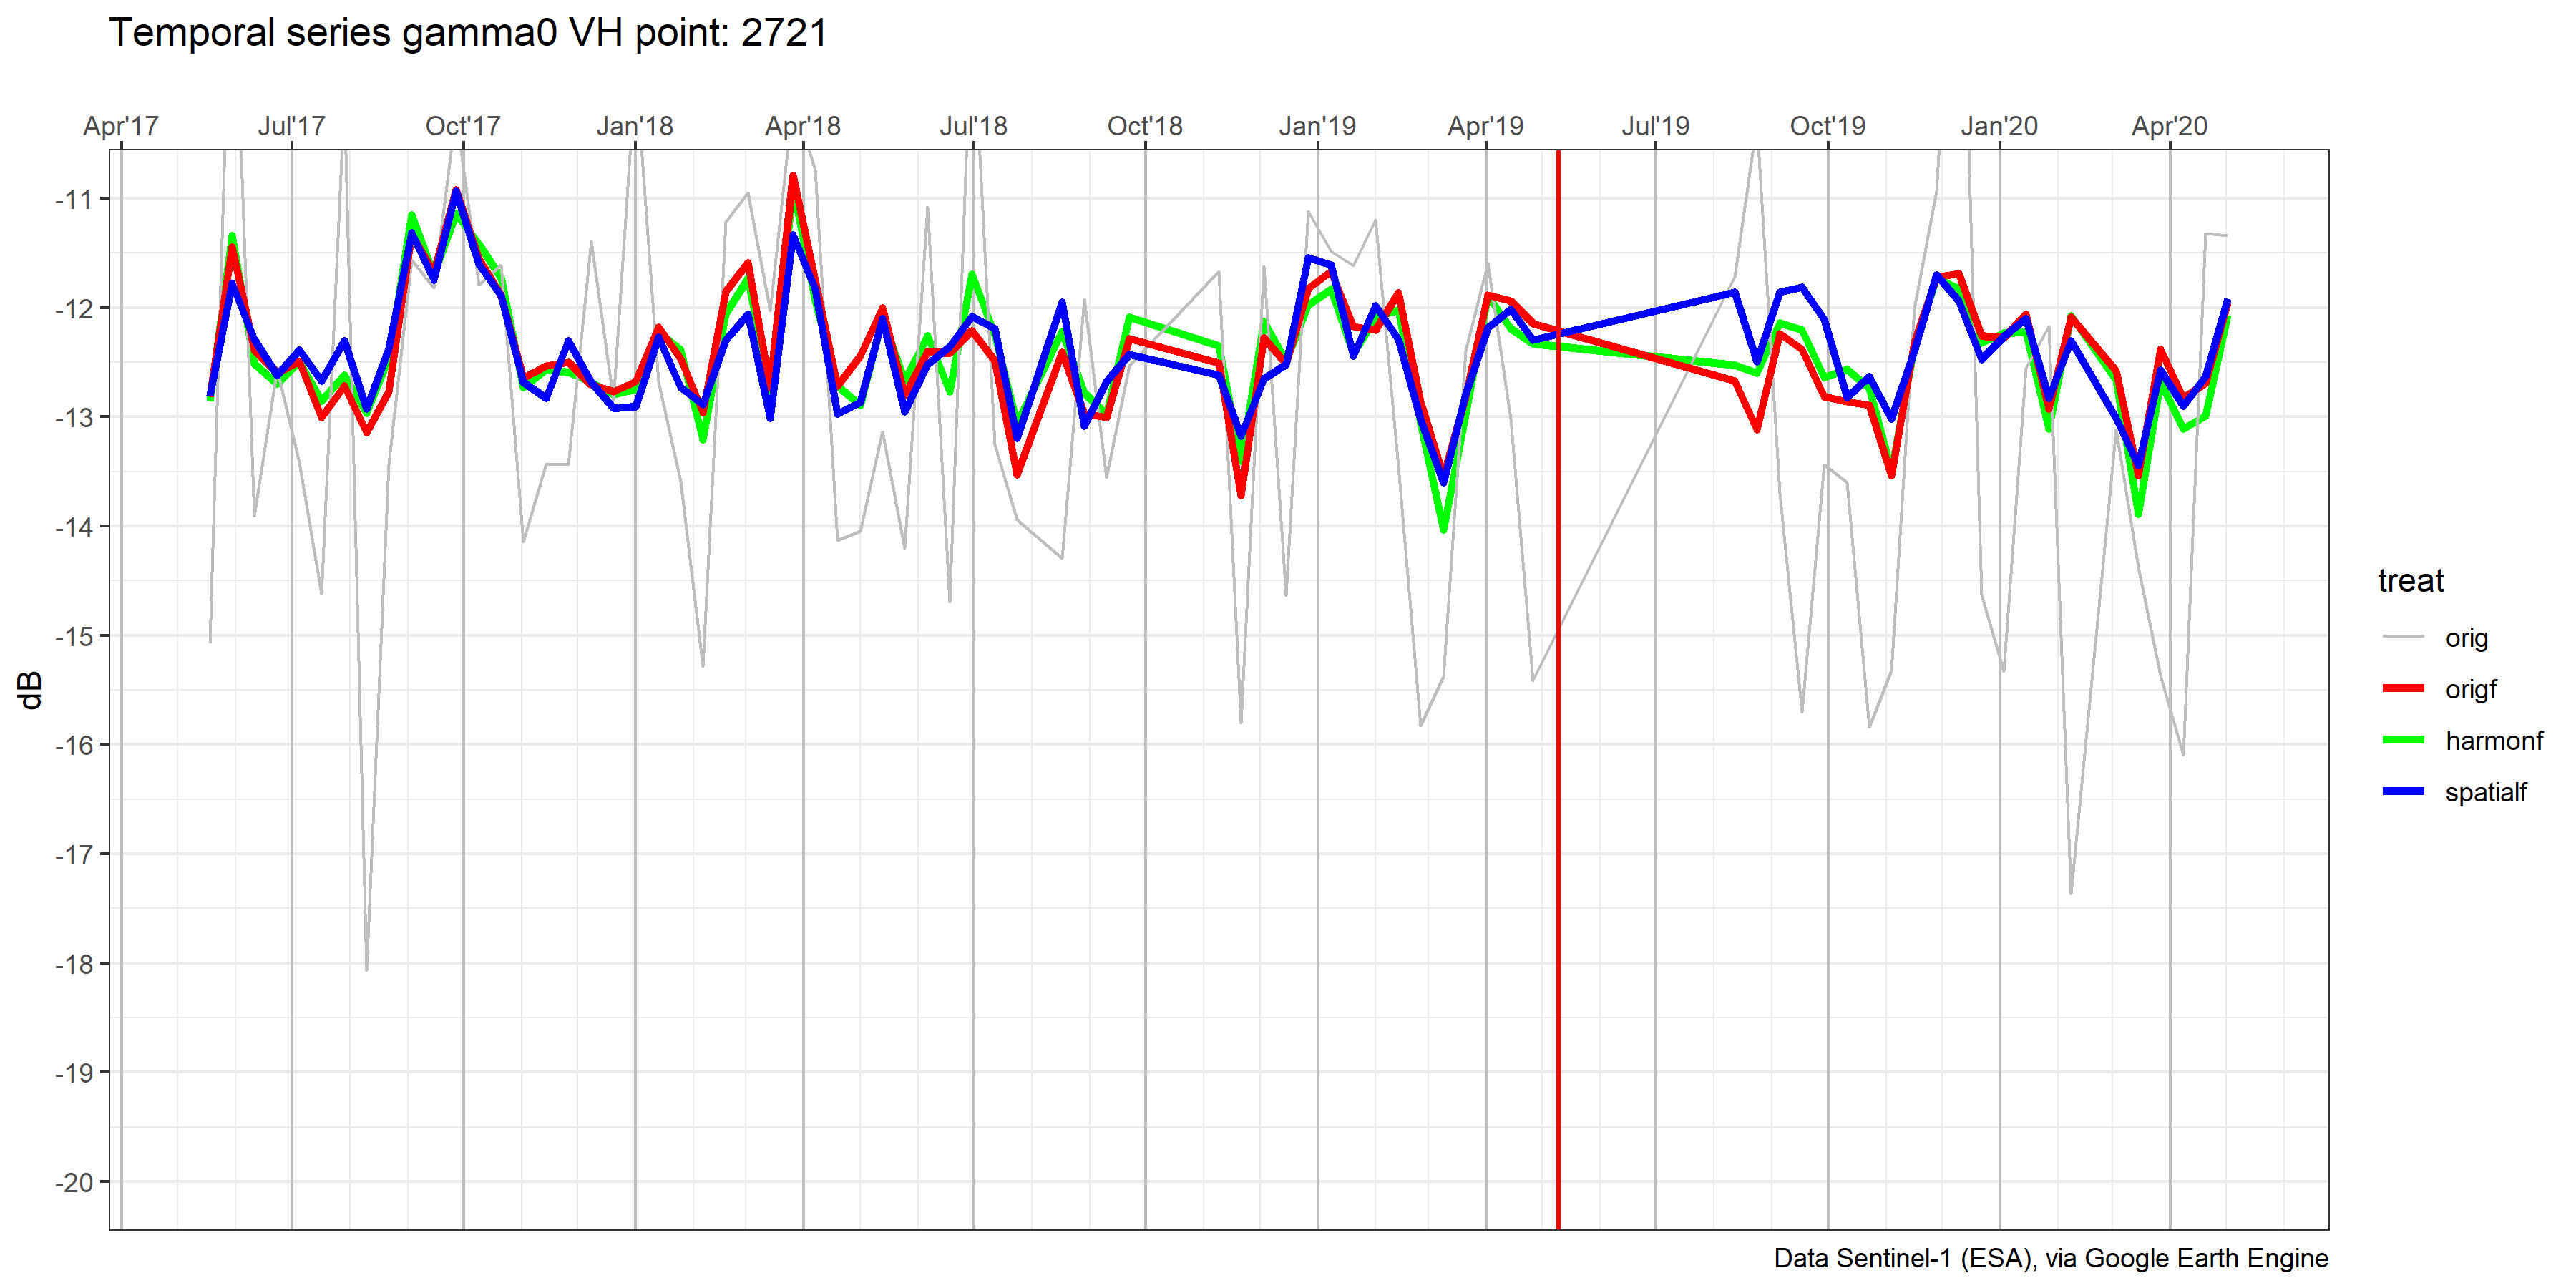 Temporal series gamma0 VH point: 2721
Apr'17 Jul'17 Oct'17 Jan'18 Apr'18 Jul'18 Oct'18 Jan'19 Apr'19 Jul'19 Oct'19 Jan'20 Apr'20
-11
-12
-13
-14
-15
-16
-17
-18
-19
-20
dB
treat
orig
origf
harmonf
spatialf
Data Sentinel-1 (ESA), via Google Earth Engine